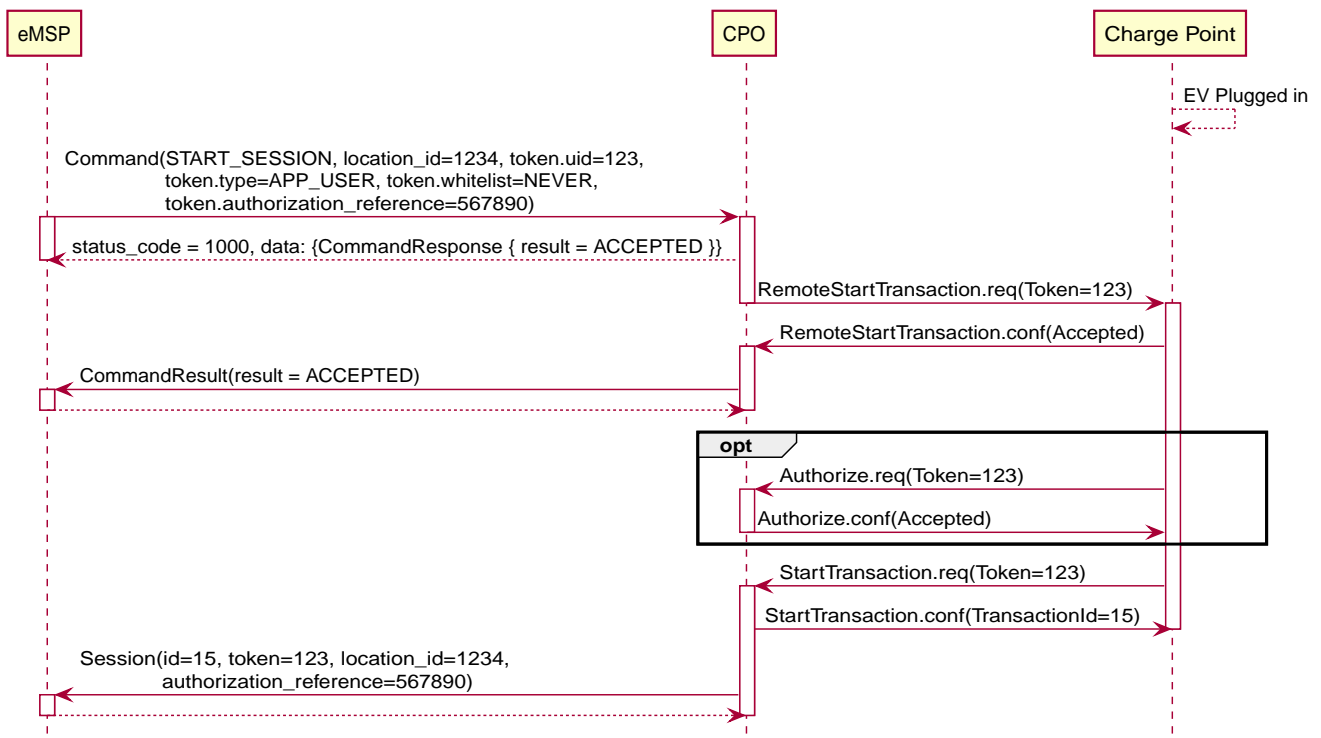 eMSP
CPO
Charge Point
EV Plugged in
Command(START_SESSION, location_id=1234, token.uid=123,
token.type=APP_USER, token.whitelist=NEVER,
token.authorization_reference=567890)
status_code = 1000, data: {CommandResponse { result = ACCEPTED }}
RemoteStartTransaction.req(Token=123)
RemoteStartTransaction.conf(Accepted)
CommandResult(result = ACCEPTED)
opt
Authorize.req(Token=123)
Authorize.conf(Accepted)
StartTransaction.req(Token=123)
StartTransaction.conf(TransactionId=15)
Session(id=15, token=123, location_id=1234,
authorization_reference=567890)